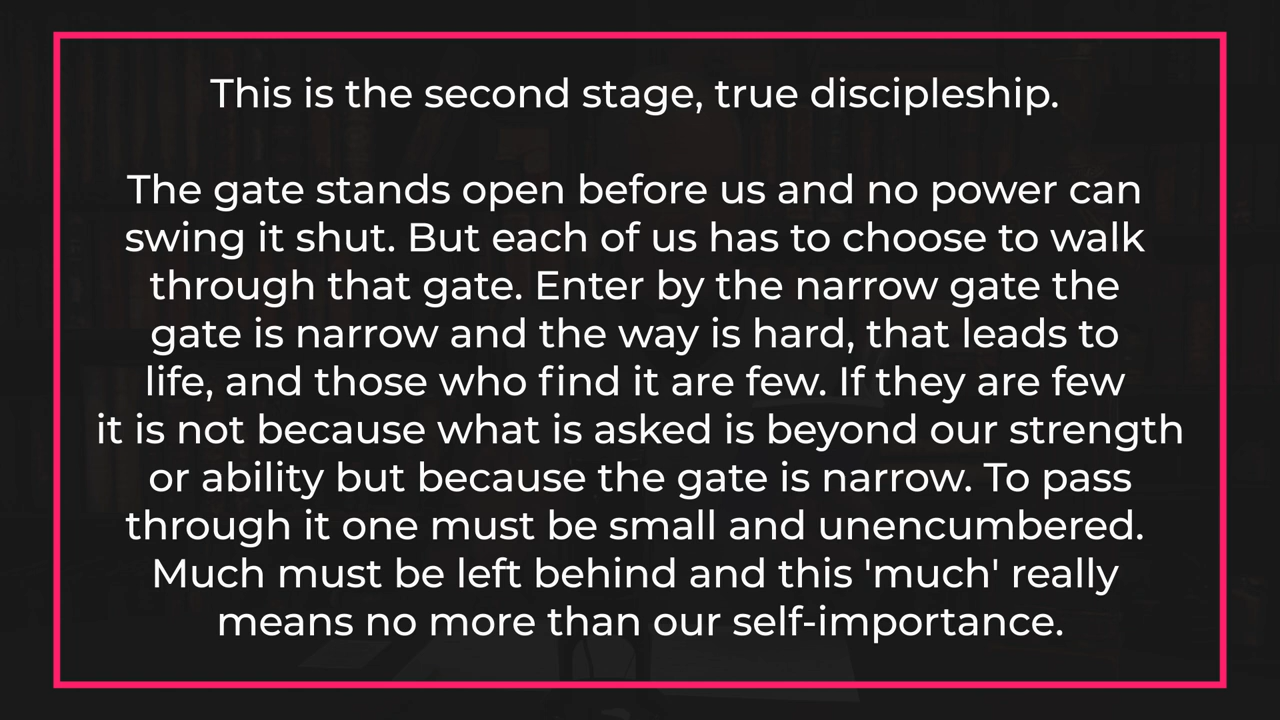 This is the second stage, true discipleship.
The gate stands open before us and no power can
swing it shut. But each of us has to choose to walk
through that gate. Enter by the narrow gate the
gate is narrow and the way is hard, that leads to
life, and those who find it are few. If they are few
it is not because what is asked is beyond our strength
or ability but because the gate is narrow. To pass
through it one must be small and unencumbered.
Much must be left behind and this 'much' really
means no more than our self-importance.